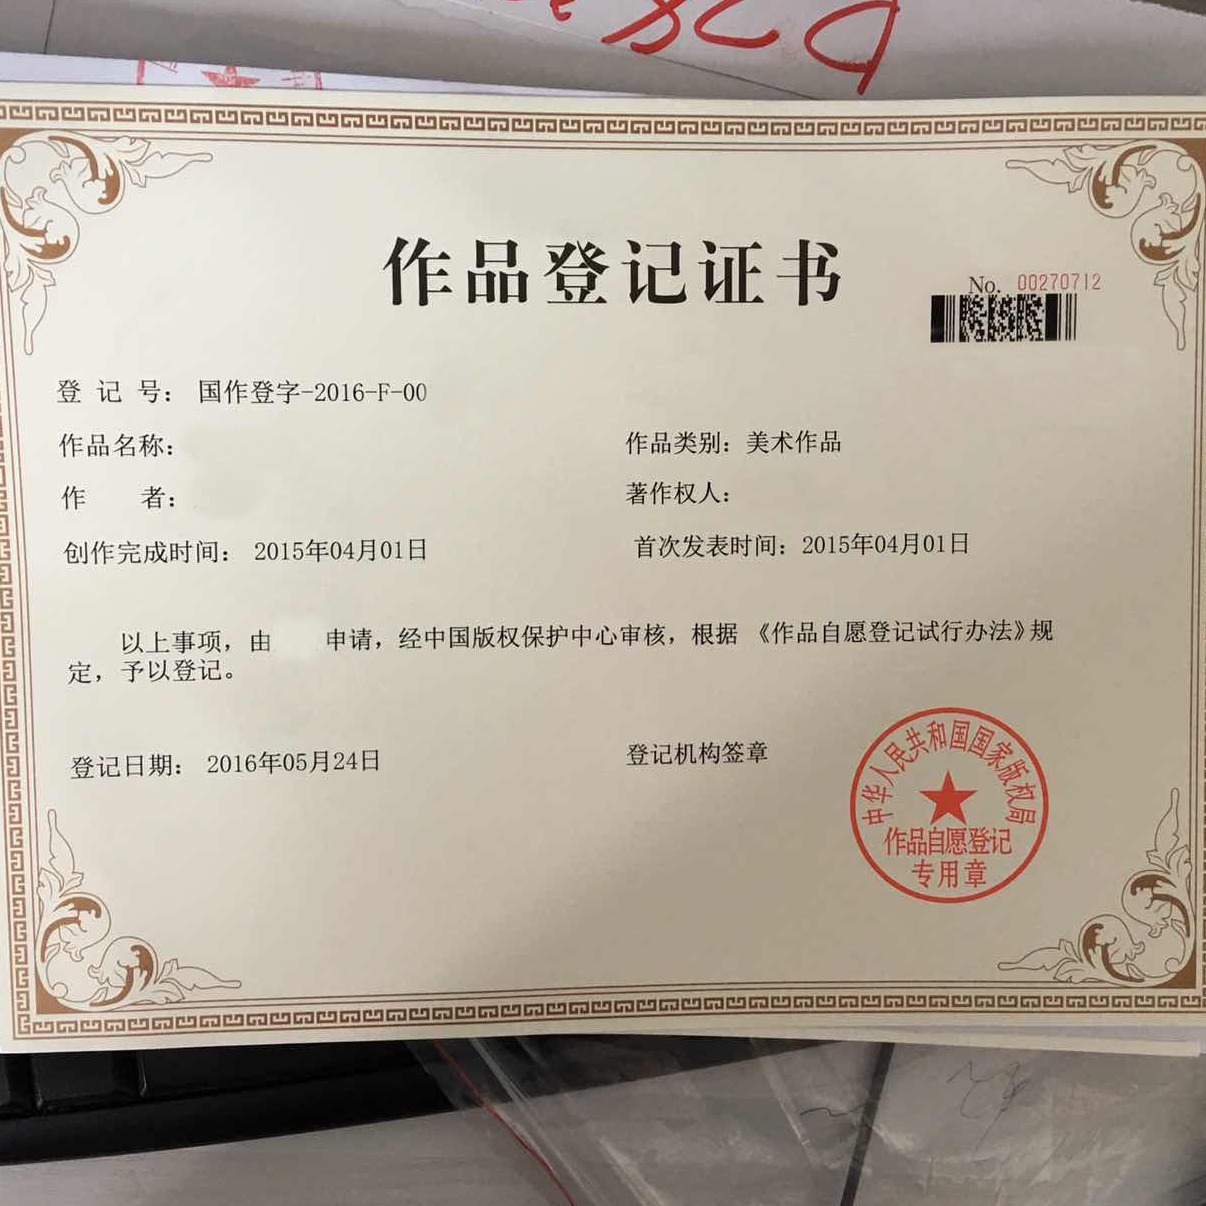 作品登记证书
No. 00270712
登 记 号： 国作登字-2016-F-00
作品名称：
作品类别：美术作品
作 者：
著作权人：
创作完成时间： 2015年04月01日
首次发表时间：2015年04月01日
以上事项，由 申请，经中国版权保护中心审核，根据 《作品自愿登记试行办法》规
定，予以登记。
登记日期： 2016年05月24日
登记机构签章
中华人民共和国国家版权局
作品自愿登记
专用章